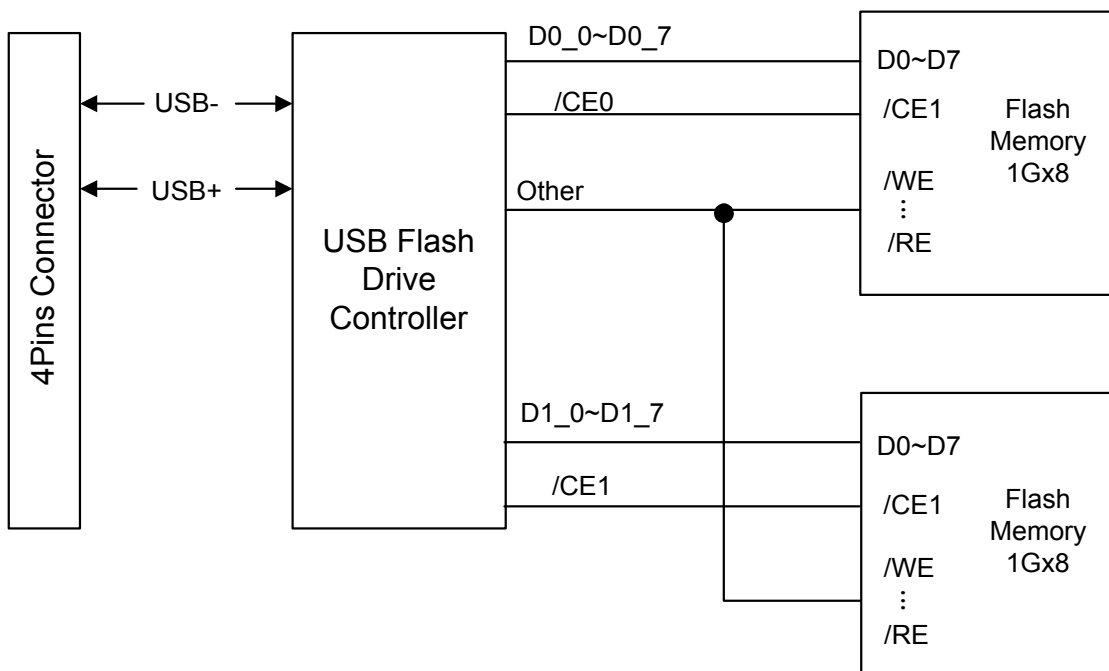 4Pins Connector
USB-
USB+
USB Flash
Drive
Controller
D0_0~D0_7
/CE0
Other
D1_0~D1_7
/CE1
D0~D7
/CE1
/WE
⋮
/RE
Flash
Memory
1Gx8
D0~D7
/CE1
/WE
⋮
/RE
Flash
Memory
1Gx8